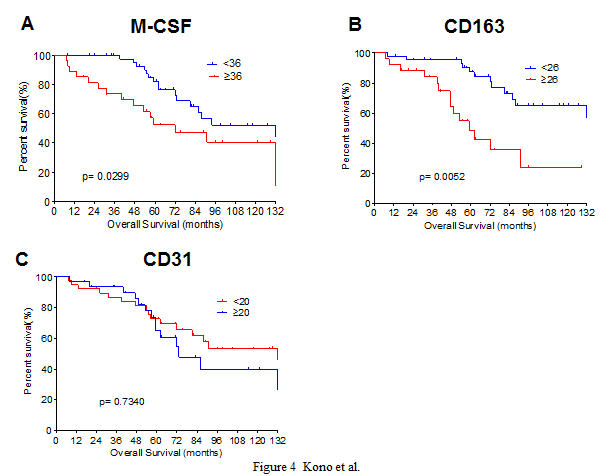 A
M-CSF
Percent survival(%)
100
80
60
40
20
0
<36
≥36
p= 0.0299
0 12 24 36 48 60 72 84 96 108 120 132
Overall Survival (months)
B
CD163
Percent survival(%)
100
80
60
40
20
0
<26
≥26
p= 0.0052
0 12 24 36 48 60 72 84 96 108 120 132
Overall Survival (months)
C
CD31
Percent survival(%)
100
80
60
40
20
0
<20
≥20
p= 0.7340
0 12 24 36 48 60 72 84 96 108 120 132
Overall Survival (months)
Figure 4 Kono et al.